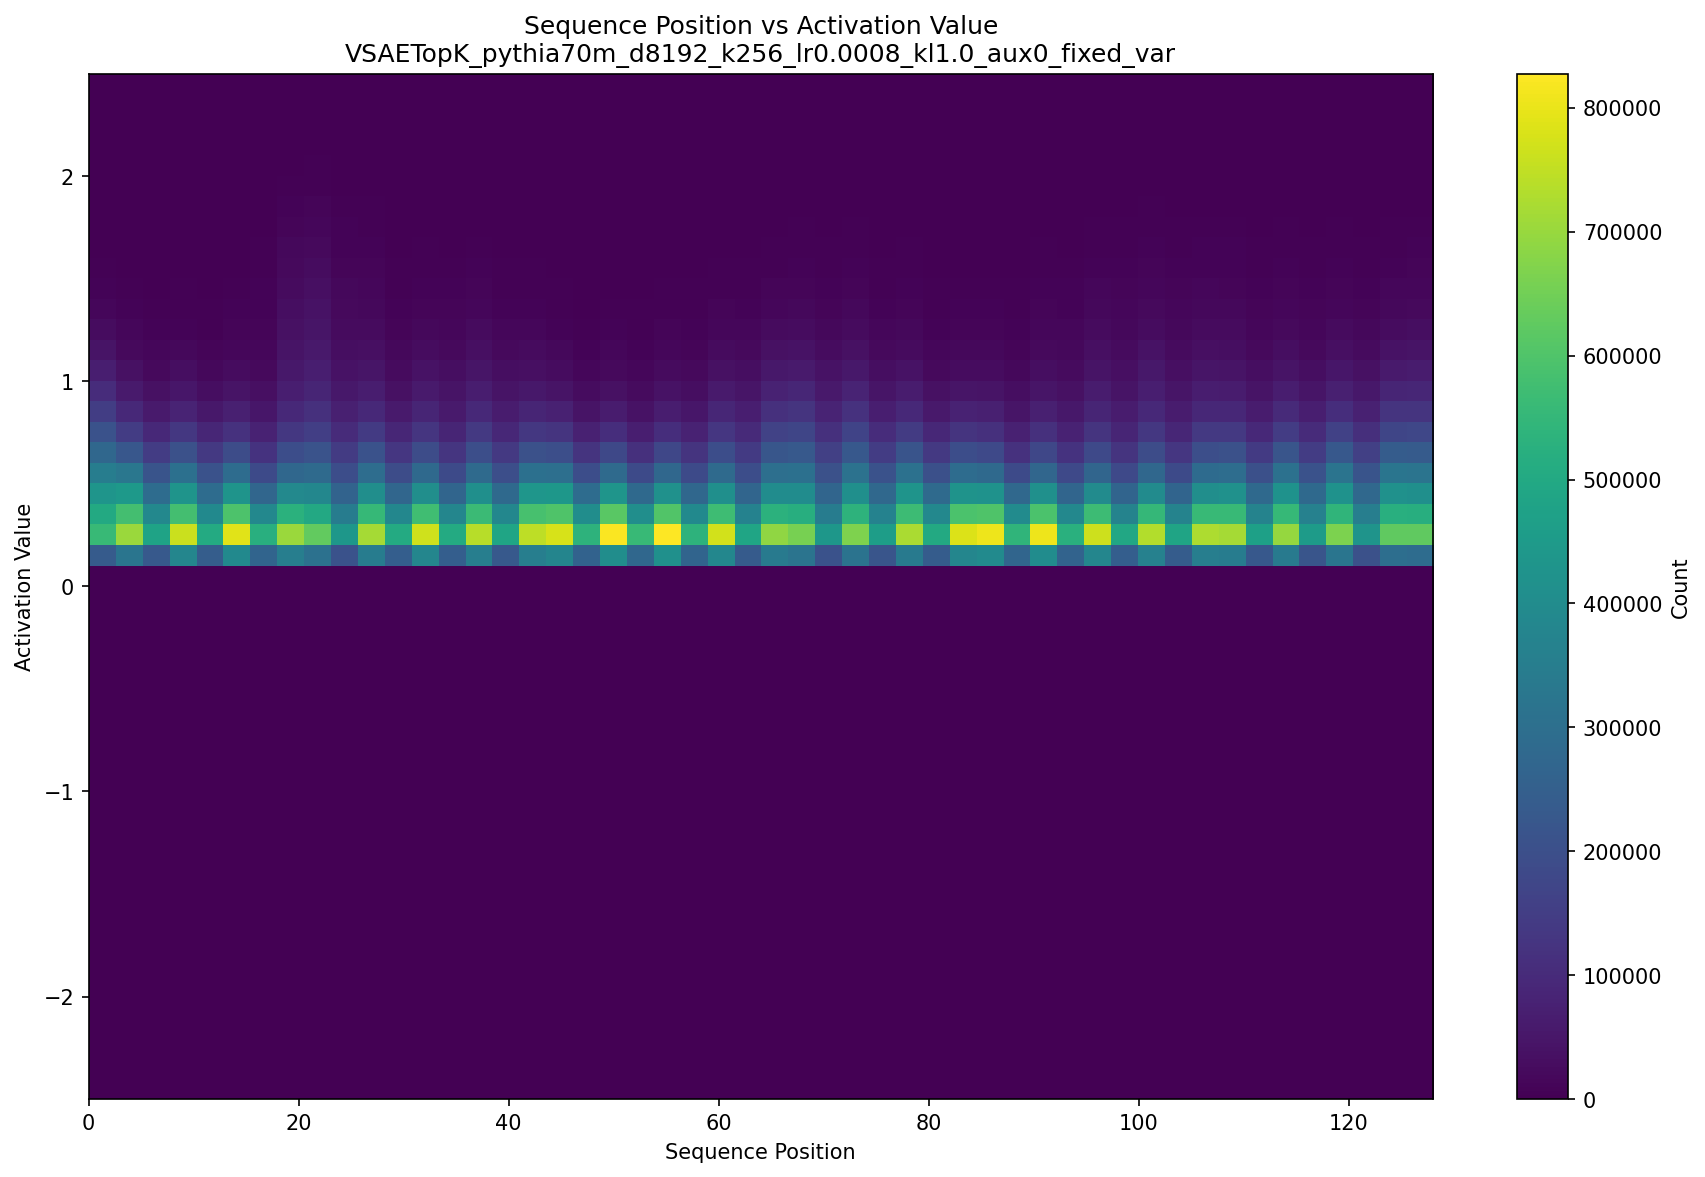 Sequence Position vs Activation Value
VSAETopK_pythia70m_d8192_k256_lr0.0008_kl1.0_aux0_fixed_var
Activation Value
2
1
0
−1
−2
0 20 40 60 80 100 120
Sequence Position
800000
700000
600000
500000
400000
300000
200000
100000
0
Count